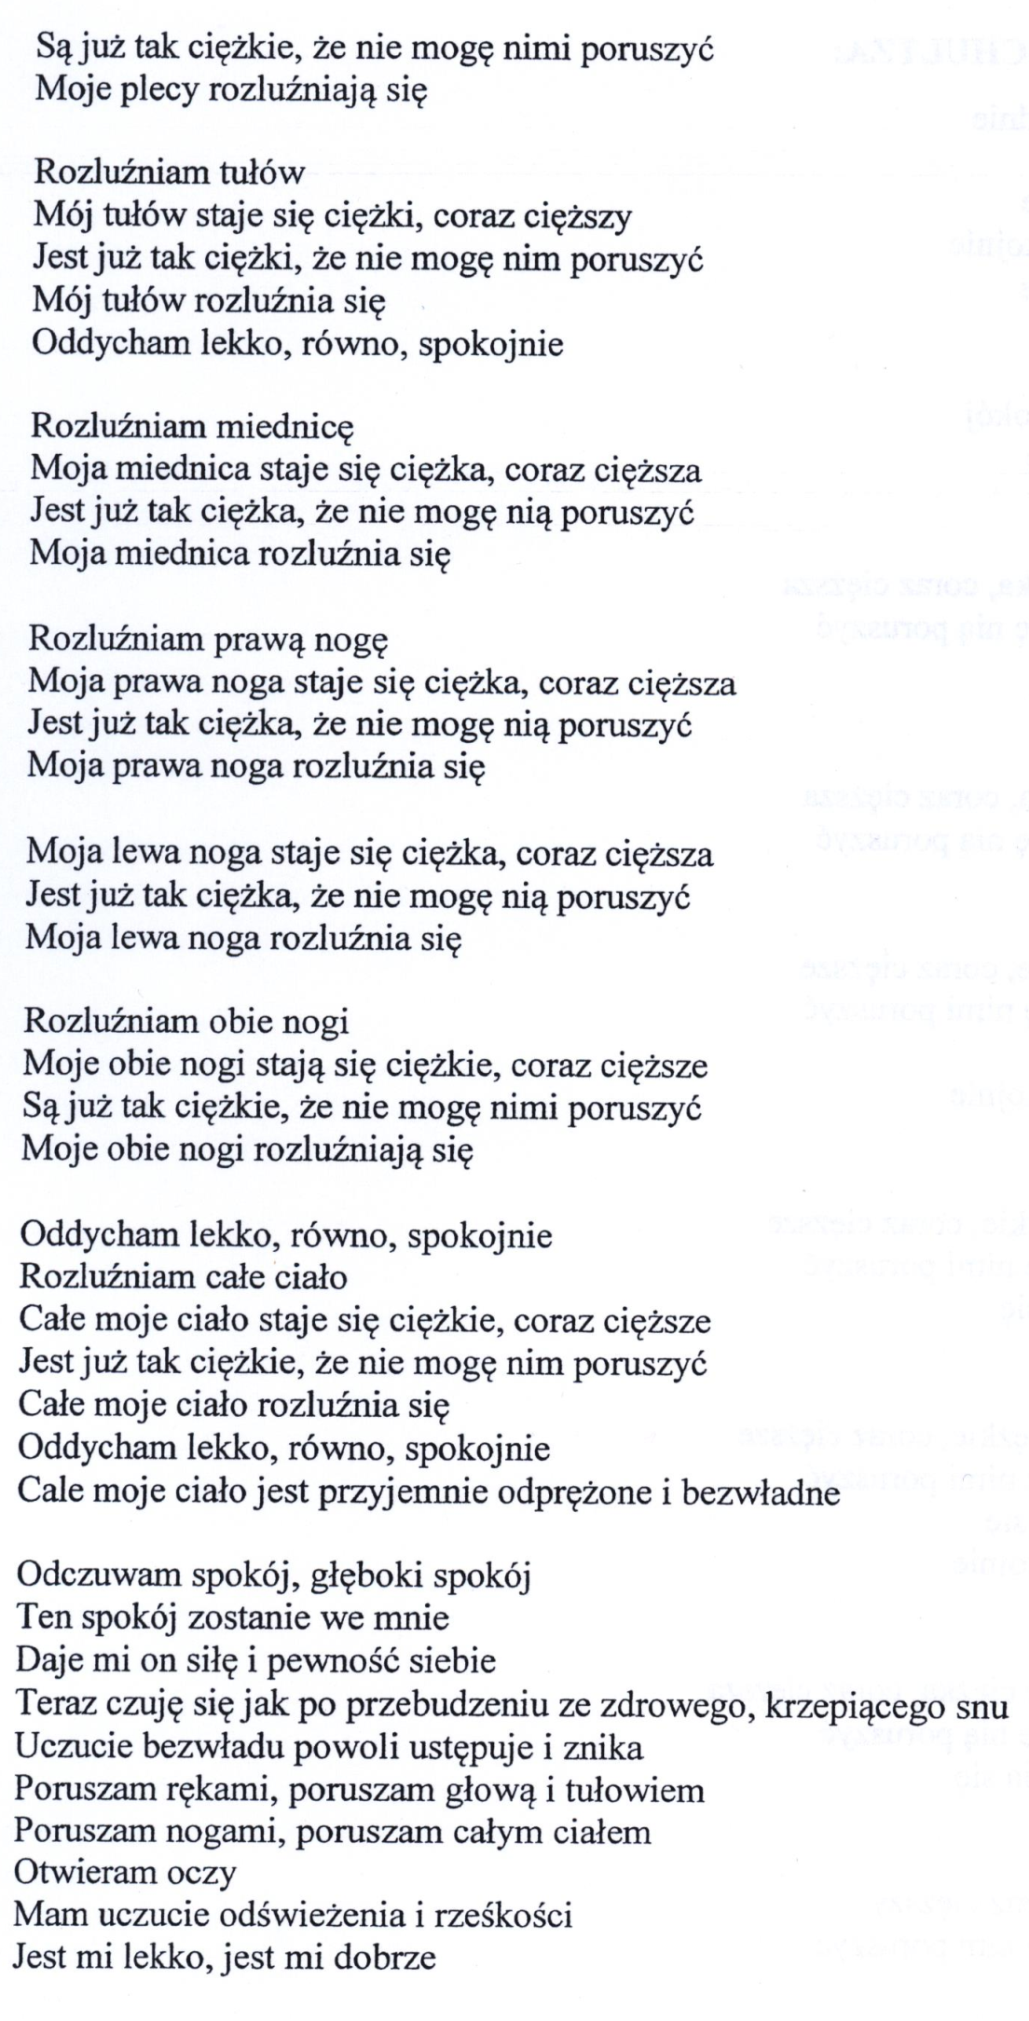 Są już tak ciężkie, że nie mogę nimi poruszyć
Moje plecy rozluźniają się
Rozluźniam tułów
Mój tułów staje się ciężki, coraz cięższy
Jest już tak ciężki, że nie mogę nim poruszyć
Mój tułów rozluźnia się
Oddycham lekko, równo, spokojnie
Rozluźniam miednicę
Moja miednica staje się ciężka, coraz cięższa
Jest już tak ciężka, że nie mogę nią poruszyć
Moja miednica rozluźnia się
Rozluźniam prawą nogę
Moja prawa noga staje się ciężka, coraz cięższa
Jest już tak ciężka, że nie mogę nią poruszyć
Moja prawa noga rozluźnia się
Moja lewa noga staje się ciężka, coraz cięższa
Jest już tak ciężka, że nie mogę nią poruszyć
Moja lewa noga rozluźnia się
Rozluźniam obie nogi
Moje obie nogi stają się ciężkie, coraz cięższe
Są już tak ciężkie, że nie mogę nimi poruszyć
Moje obie nogi rozluźniają się
Oddycham lekko, równo, spokojnie
Rozluźniam całe ciało
Całe moje ciało staje się ciężkie, coraz cięższe
Jest już tak ciężkie, że nie mogę nim poruszyć
Całe moje ciało rozluźnia się
Oddycham lekko, równo, spokojnie
Cale moje ciało jest przyjemnie odprężone i bezwładne
Odczuwam spokój, głęboki spokój
Ten spokój zostanie we mnie
Daje mi on siłę i pewność siebie
Teraz czuję się jak po przebudzeniu ze zdrowego, krzepiącego snu
Uczucie bezwładu powoli ustępuje i znika
Poruszam rękami, poruszam głową i tułowiem
Poruszam nogami, poruszam całym ciałem
Otwieram oczy
Mam uczucie odświeżenia i rześkości
Jest mi lekko, jest mi dobrze